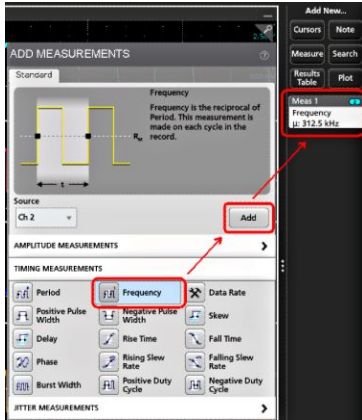 Add New...
Cursors Note
Measure Search
Results Table Plot
Meas 1
Frequency
µ: 312.5 kHz
ADD MEASUREMENTS
Standard
Frequency
Frequency is the reciprocal of
Period. This measurement is
made on each cycle in the
record.
t
Source
Ch 2
Add
AMPLITUDE MEASUREMENTS
TIMING MEASUREMENTS
Period Frequency Data Rate
Positive Pulse Width Negative Pulse Width Skew
Delay Rise Time Fall Time
Phase Rising Slew Rate Falling Slew Rate
Burst Width Positive Duty Cycle Negative Duty Cycle
JITTER MEASUREMENTS